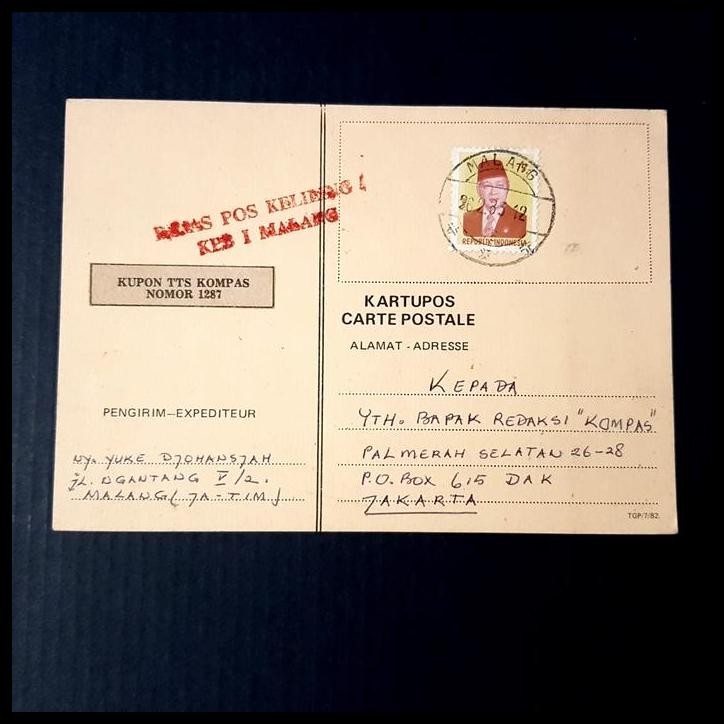 POS KELILING
KEB I MALANG
KUPON TTS KOMPAS
NOMOR 1287
PENGIRIM—EXPEDITEUR
NY. YUKE DJOHANSJAH
JL. NGANTANG V/2.
MALANG (JA-TIM)
MALANG
REPUBLIK INDONESIA
KARTUPOS
CARTE POSTALE
ALAMAT - ADRESSE
KEPADA
YTH. BAPAK REDAKSI "KOMPAS"
PALMERAH SELATAN 26-28
P.O. BOX 615 DAK
JAKARTA
TGP/7/82.